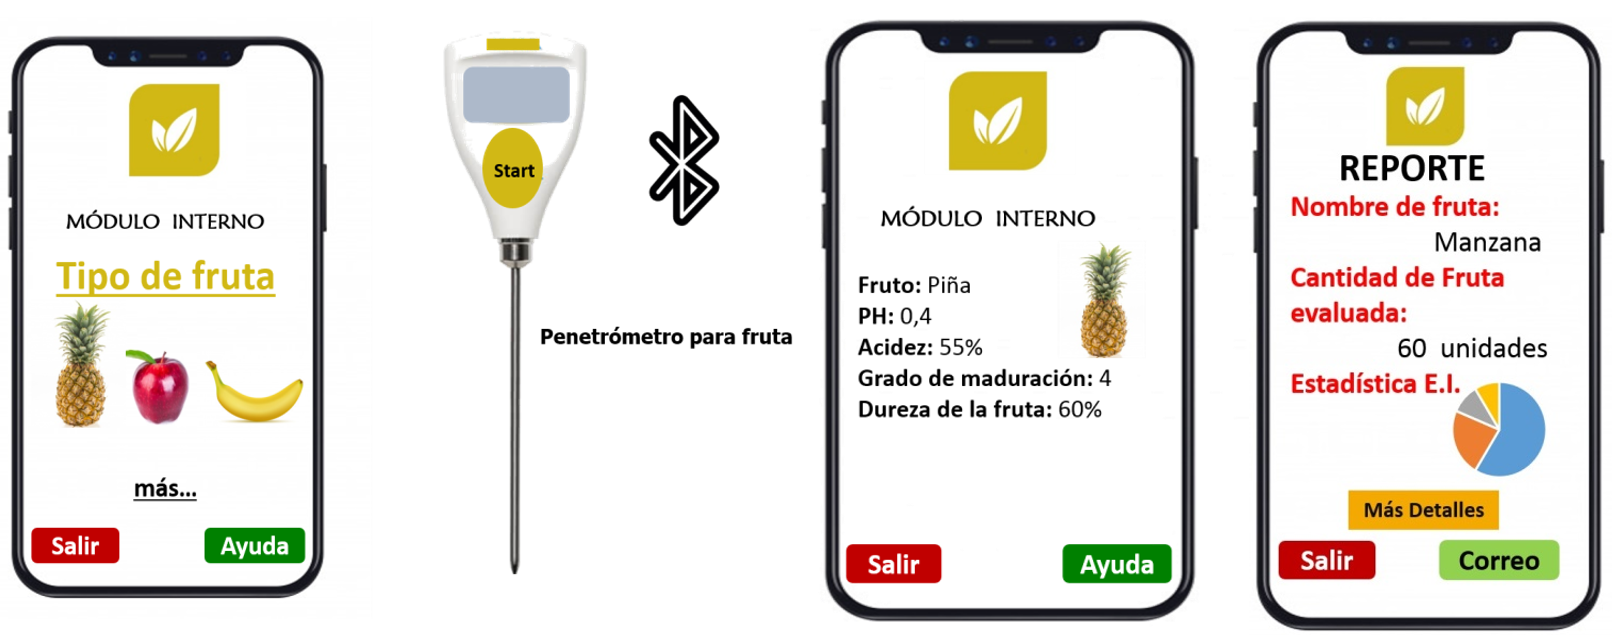 MÓDULO INTERNO
Tipo de fruta
más...
Salir
Ayuda
Start
Penetrómetro para fruta
MÓDULO INTERNO
Fruto: Piña
PH: 0,4
Acidez: 55%
Grado de maduración: 4
Dureza de la fruta: 60%
Salir
Ayuda
REPORTE
Nombre de fruta:
Manzana
Cantidad de Fruta
evaluada:
60 unidades
Estadística E.I.
Más Detalles
Salir
Correo